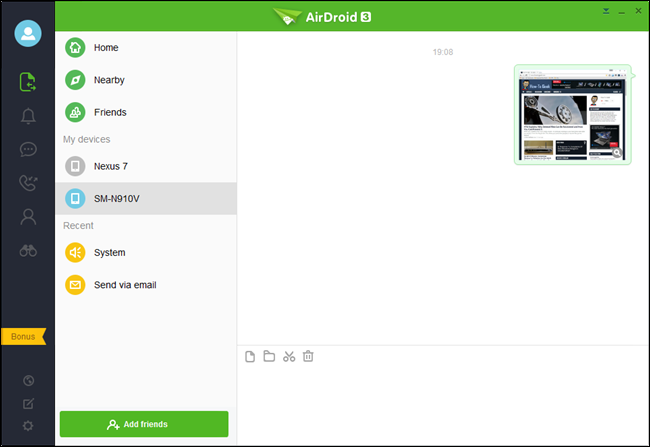 AirDroid 3
Home
Nearby
Friends
My devices
Nexus 7
SM-N910V
Recent
System
Send via email
Bonus
Add friends
19:08
How-To Geek